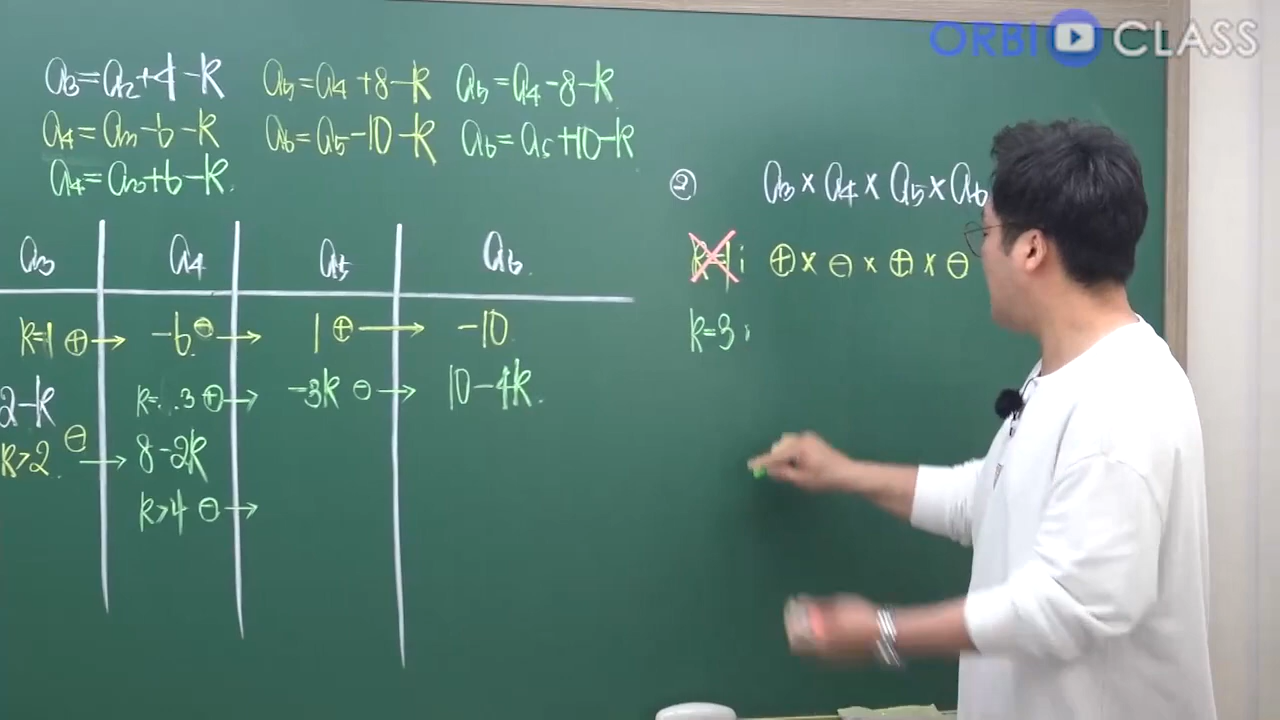 ORBI CLASS
a₃=a₂+4-k
a₄=a₃-6-k
a₄=a₃+6-k.
a₅=a₄+8-k
a₆=a₅-10-k
a₅=a₄-8-k
a₆=a₅+10-k
② a₃×a₄×a₅×a₆
k=1; ⊕×⊖×⊕×⊖
k=3;
a₃ a₄ a₅ a₆.
k=1 ⊕→ -6⊖→ 1⊕→ -10
2-k k=...3 ⊕→ -3k ⊖→ 10-4k.
k>2. ⊖ → 8-2k
k>4 ⊖→